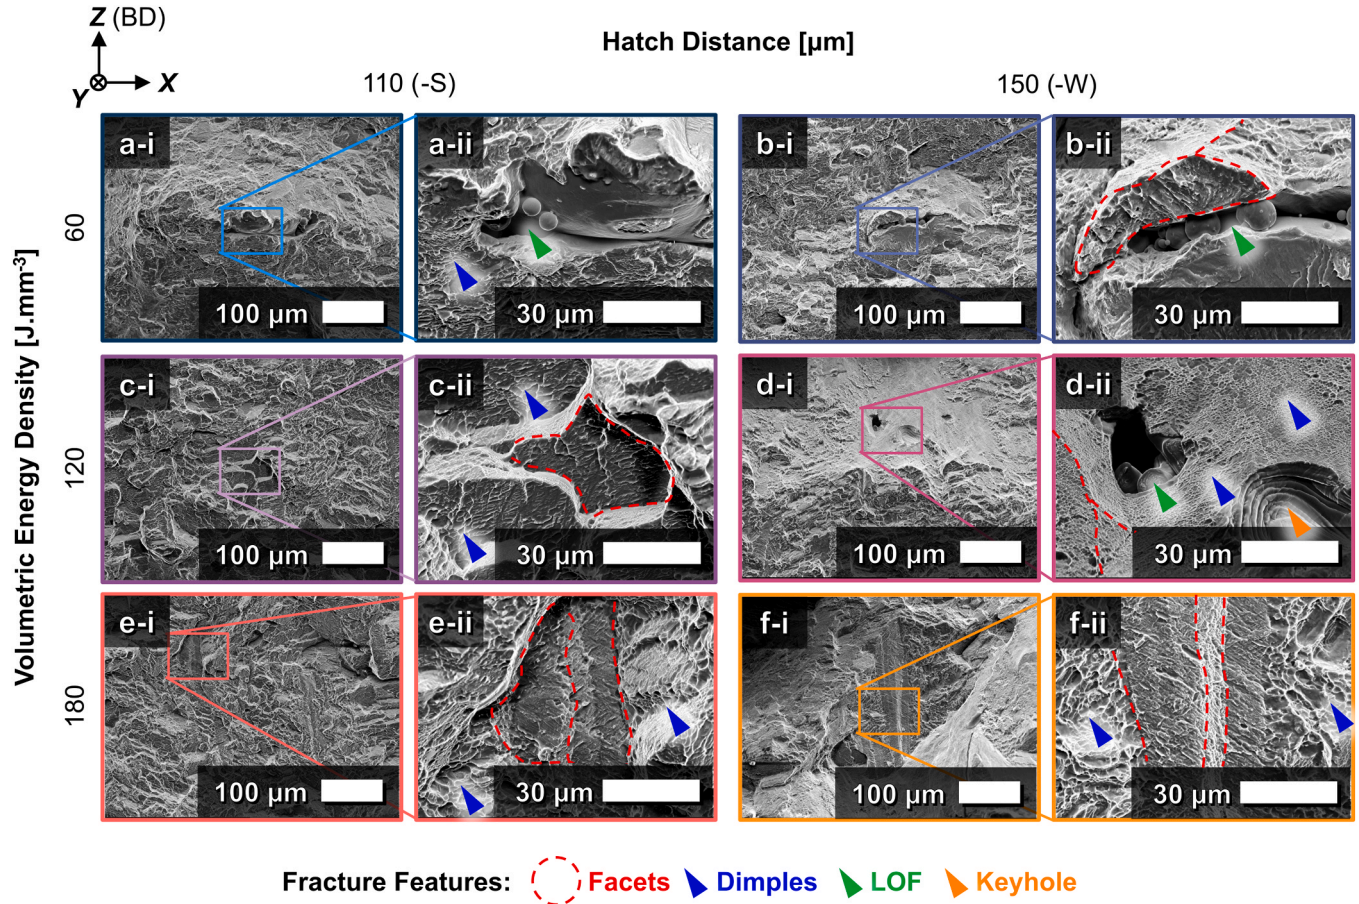 Z (BD)
Y
X
Hatch Distance [µm]
110 (-S)
150 (-W)
Volumetric Energy Density [J.mm⁻³]
60
a-i
100 µm
a-ii
30 µm
b-i
100 µm
b-ii
30 µm
120
c-i
100 µm
c-ii
30 µm
d-i
100 µm
d-ii
30 µm
180
e-i
100 µm
e-ii
30 µm
f-i
100 µm
f-ii
30 µm
Fracture Features: Facets Dimples LOF Keyhole